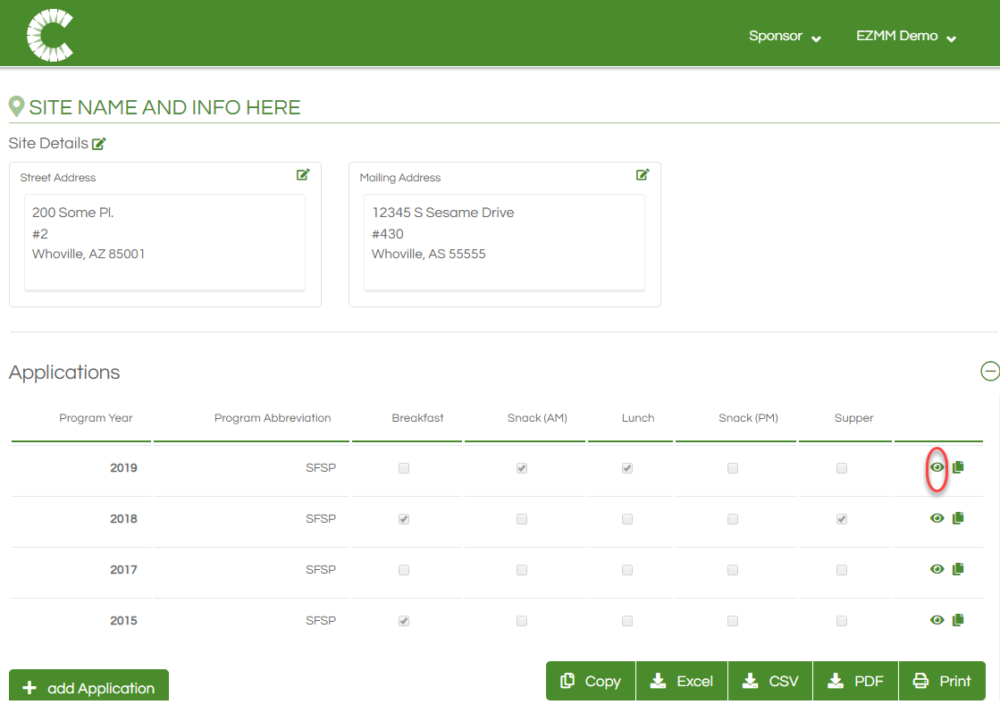 Sponsor EZMM Demo
SITE NAME AND INFO HERE
Site Details
Street Address
200 Some Pl.
#2
Whoville, AZ 85001
Mailing Address
12345 S Sesame Drive
#430
Whoville, AS 55555
Applications
Program Year Program Abbreviation Breakfast Snack (AM) Lunch Snack (PM) Supper
2019 SFSP
2018 SFSP
2017 SFSP
2015 SFSP
add Application
Copy Excel CSV PDF Print